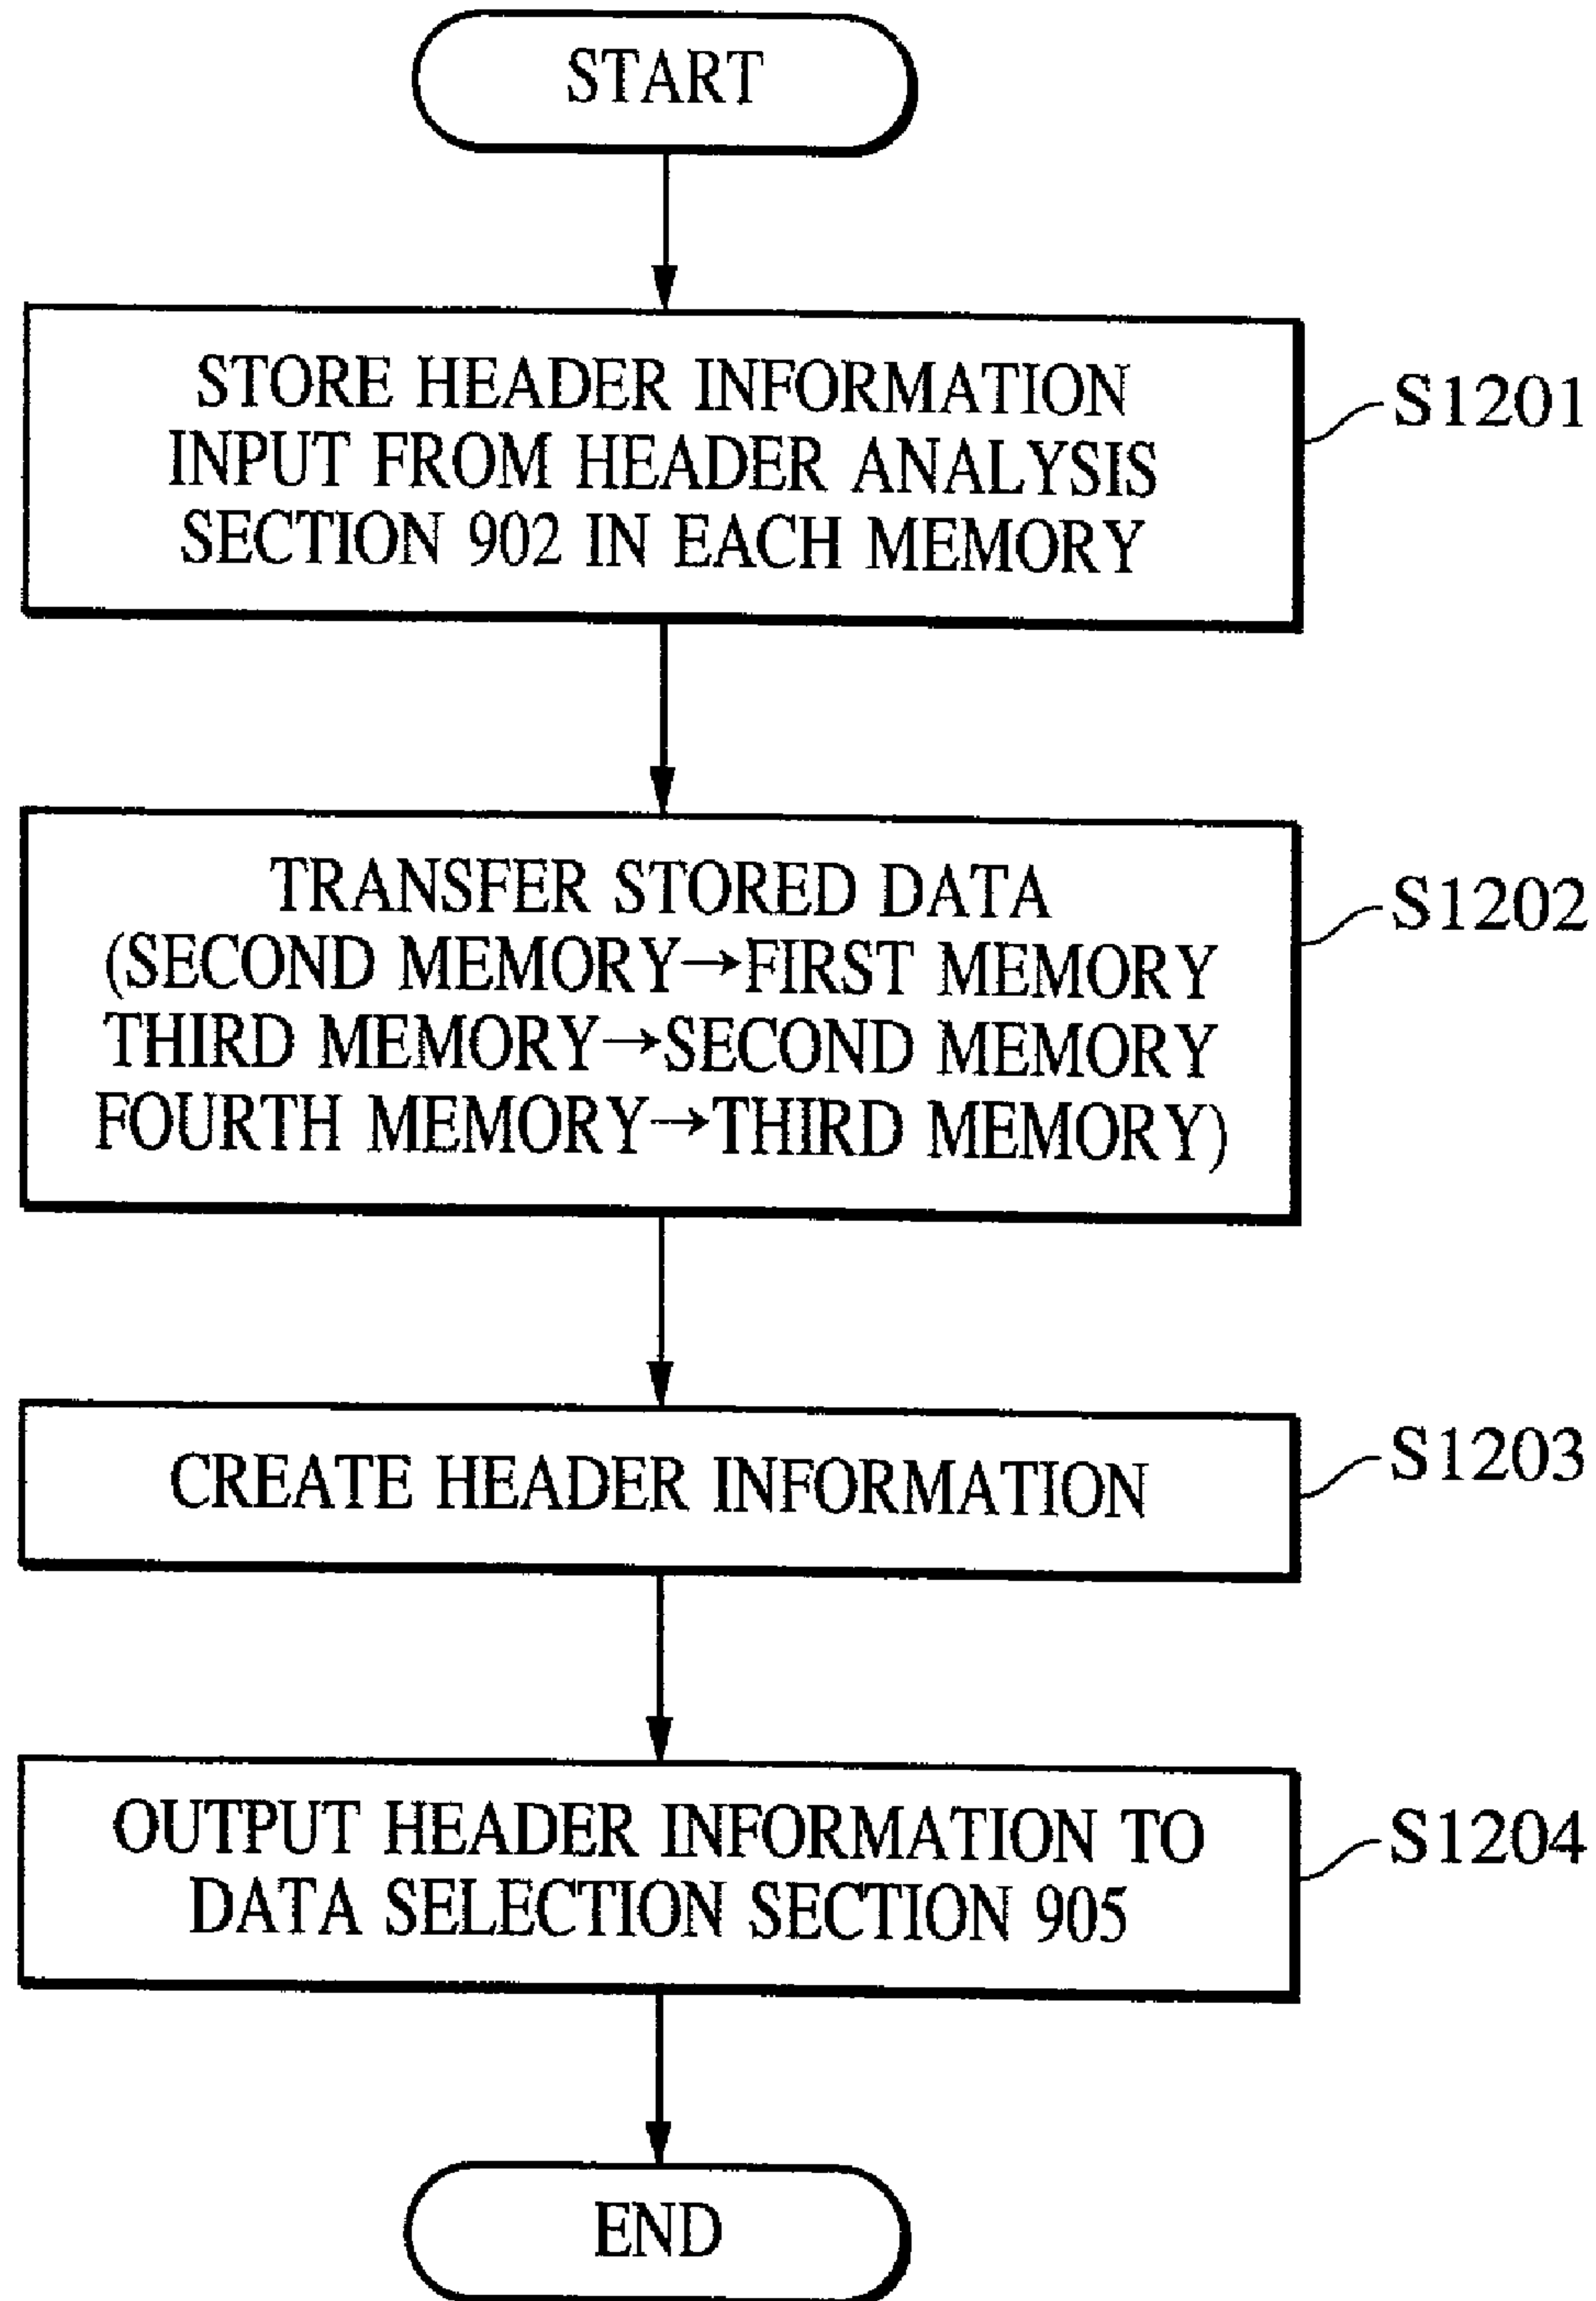 START
STORE HEADER INFORMATION
INPUT FROM HEADER ANALYSIS
SECTION 902 IN EACH MEMORY
S1201
TRANSFER STORED DATA
(SECOND MEMORY→FIRST MEMORY
THIRD MEMORY→SECOND MEMORY
FOURTH MEMORY→THIRD MEMORY)
S1202
CREATE HEADER INFORMATION
S1203
OUTPUT HEADER INFORMATION TO
DATA SELECTION SECTION 905
S1204
END